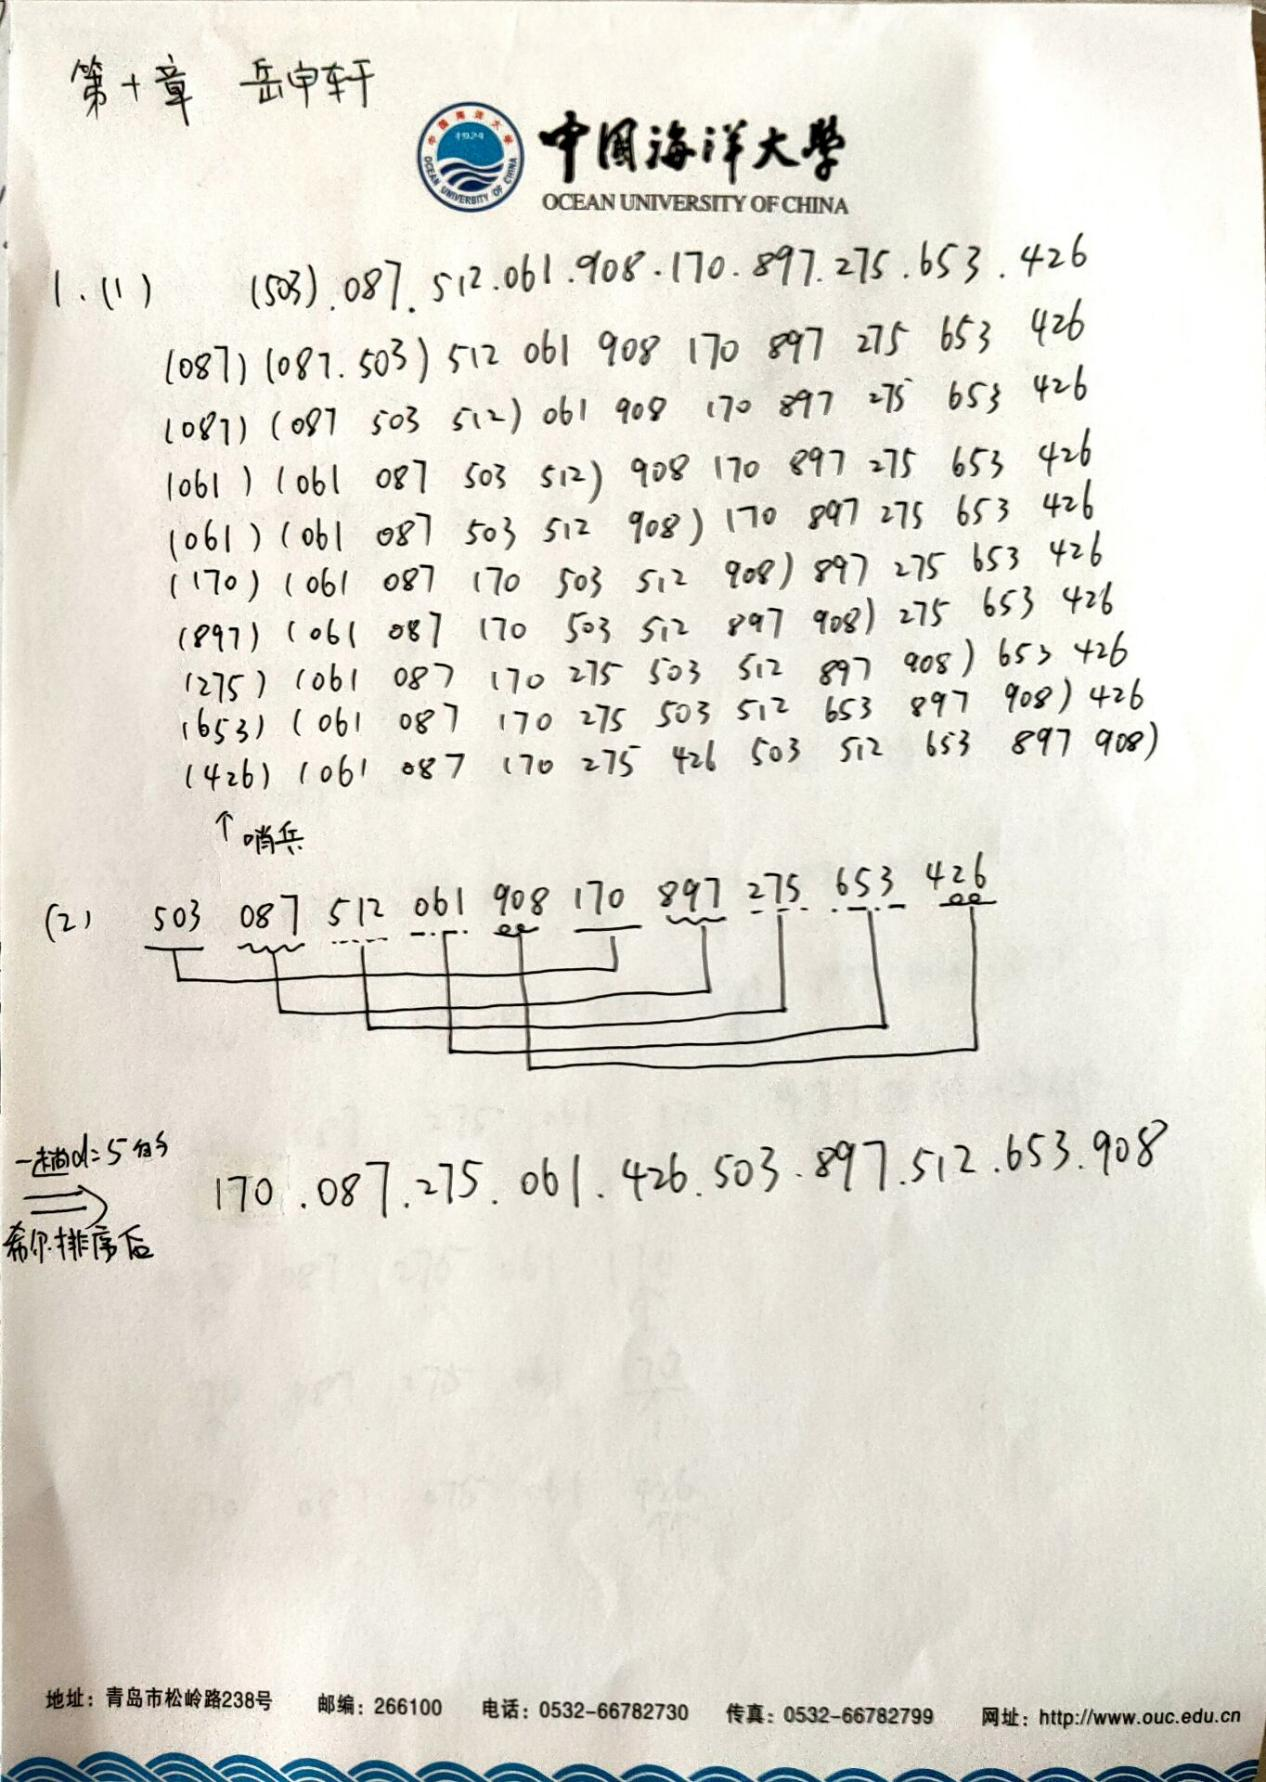 第十章 岳宇轩
中国海洋大学
OCEAN UNIVERSITY OF CHINA
1.(1) (503).087.512.061.908.170.897.275.653.426
(087)(087.503)512 061 908 170 897 275 653 426
(087)(087 503 512)061 908 170 897 275 653 426
(061)(061 087 503 512)908 170 897 275 653 426
(061)(061 087 503 512 908)170 897 275 653 426
(170)(061 087 170 503 512 908)897 275 653 426
(897)(061 087 170 503 512 897 908)275 653 426
(275)(061 087 170 275 503 512 897 908)653 426
(653)(061 087 170 275 503 512 653 897 908)426
(426)(061 087 170 275 426 503 512 653 897 908)
↑ 哨兵
(2) 503 087 512 061 908 170 897 275 653 426
一趟d=5的
希尔排序后
170.087.275.061.426.503.897.512.653.908
地址：青岛市松岭路238号 邮编：266100 电话：0532-66782730 传真：0532-66782799 网址：http://www.ouc.edu.cn